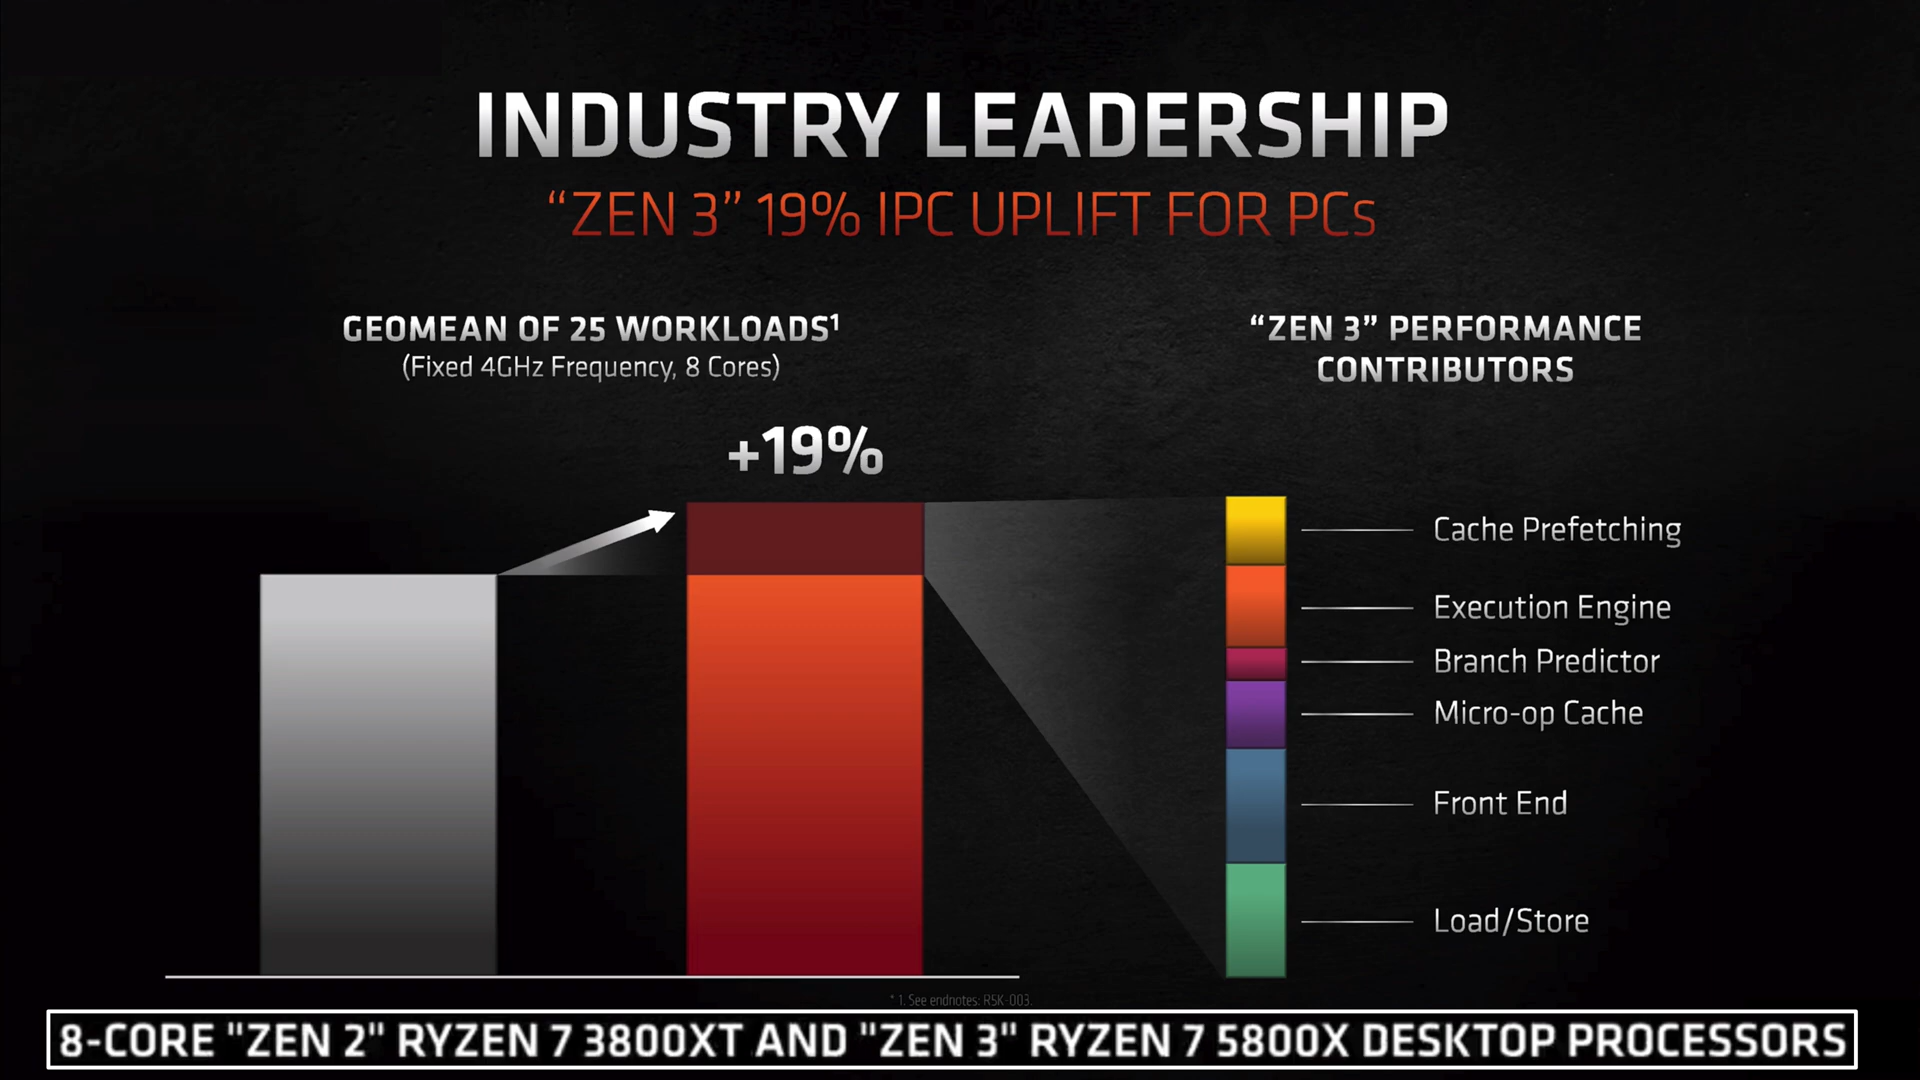 INDUSTRY LEADERSHIP
“ZEN 3” 19% IPC UPLIFT FOR PCs
GEOMEAN OF 25 WORKLOADS¹
(Fixed 4GHz Frequency, 8 Cores)
+19%
“ZEN 3” PERFORMANCE
CONTRIBUTORS
Cache Prefetching
Execution Engine
Branch Predictor
Micro-op Cache
Front End
Load/Store
* 1. See endnotes: R5K-003.
8-CORE "ZEN 2" RYZEN 7 3800XT AND "ZEN 3" RYZEN 7 5800X DESKTOP PROCESSORS